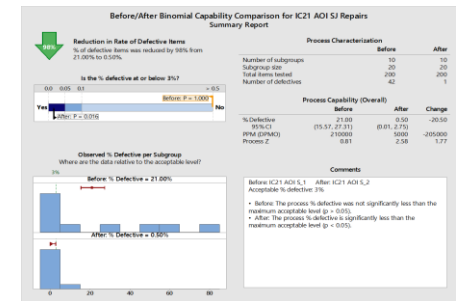 Before/After Binomial Capability Comparison for IC21 AOI SJ Repairs
Summary Report
98%
Reduction in Rate of Defective Items
% of defective items was reduced by 98% from
21.00% to 0.50%.
Is the % defective at or below 3%?
0.0 0.05 0.1 > 0.5
Yes No
Before: P = 1.000
After: P = 0.016
Process Characterization
Before After
Number of subgroups 10 10
Subgroup size 20 20
Total items tested 200 200
Number of defectives 42 1
Process Capability (Overall)
Before After Change
% Defective 21.00 0.50 -20.50
95% CI (15.57, 27.31) (0.01, 2.75)
PPM (DPMO) 210000 5000 -205000
Process Z 0.81 2.58 1.77
Observed % Defective per Subgroup
Where are the data relative to the acceptable level?
3%
Before: % Defective = 21.00%
After: % Defective = 0.50%
0 20 40 60 80
Comments
Before: IC21 AOI S_1 After: IC21 AOI S_2
Acceptable % defective: 3%
• Before: The process % defective was not significantly less than the
maximum acceptable level (p > 0.05).
• After: The process % defective is significantly less than the
maximum acceptable level (p < 0.05).